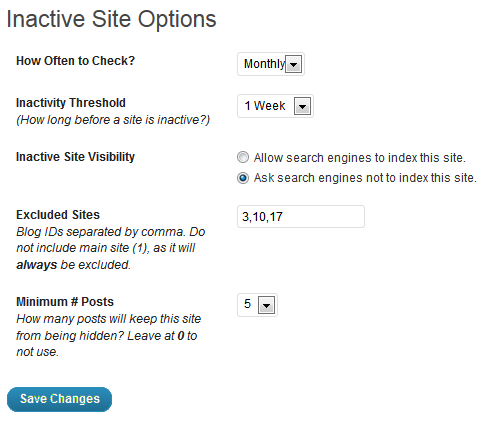 Inactive Site Options
How Often to Check?
Monthly
Inactivity Threshold
(How long before a site is inactive?)
1 Week
Inactive Site Visibility
Allow search engines to index this site.
Ask search engines not to index this site.
Excluded Sites
Blog IDs separated by comma. Do
not include main site (1), as it will
always be excluded.
3,10,17
Minimum # Posts
How many posts will keep this site
from being hidden? Leave at 0 to
not use.
5
Save Changes